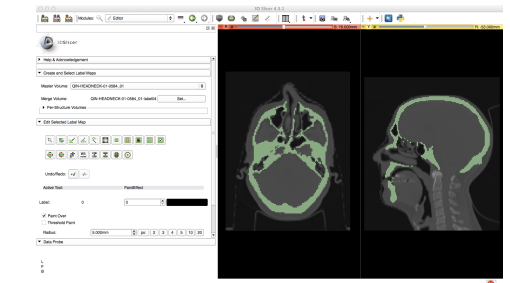 3D Slicer 4.3.1
Modules:
Editor
3DSlicer
Help & Acknowledgement
Create and Select Label Maps
Master Volume QIN-HEADNECK-01-0584_01
Merge Volume: QIN-HEADNECK-01-0584_01-label04 Set...
Per-Structure Volumes
Edit Selected Label Map
Undo/Redo:
Active Tool: PaintEffect
Label: 0 0
Paint Over
Threshold Paint
Radius: 5.000mm px 2 3 4 5 10 20
Data Probe
L
F
B